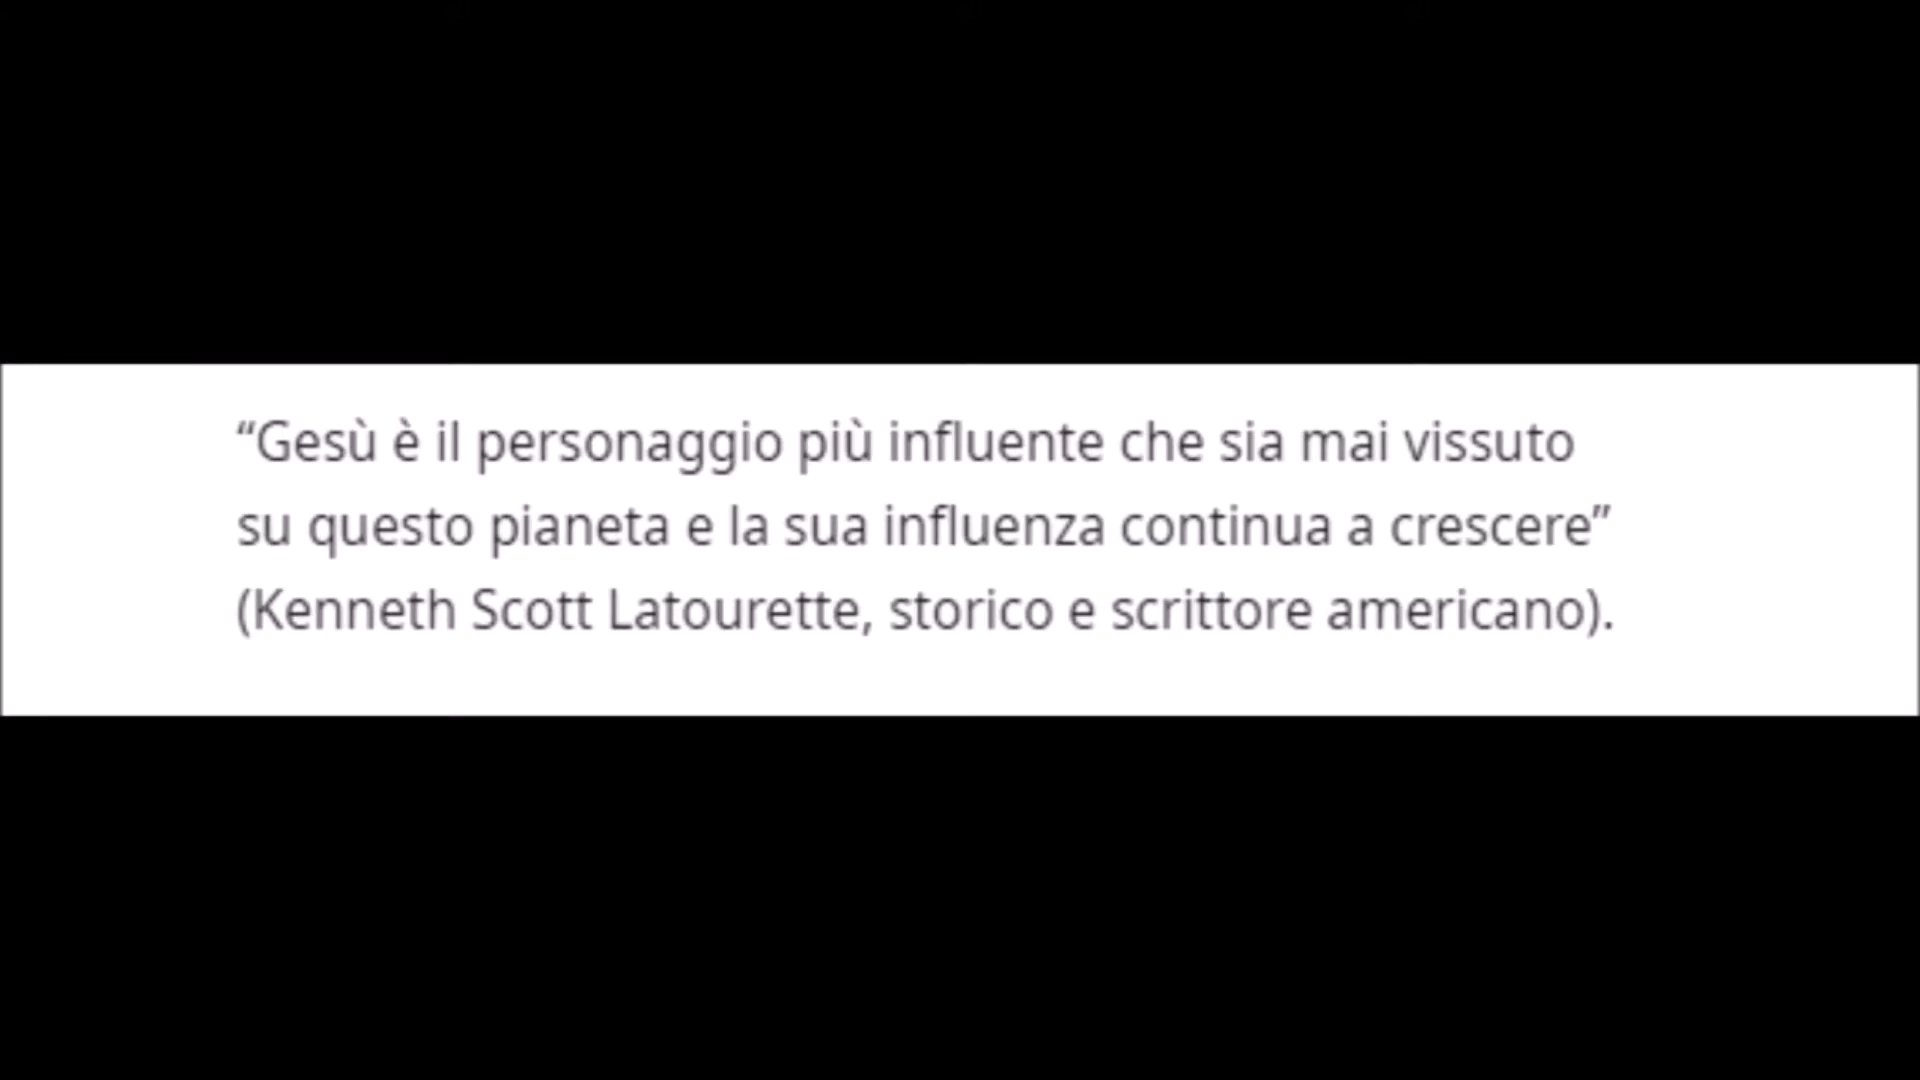 “Gesù è il personaggio più influente che sia mai vissuto
su questo pianeta e la sua influenza continua a crescere”
(Kenneth Scott Latourette, storico e scrittore americano).